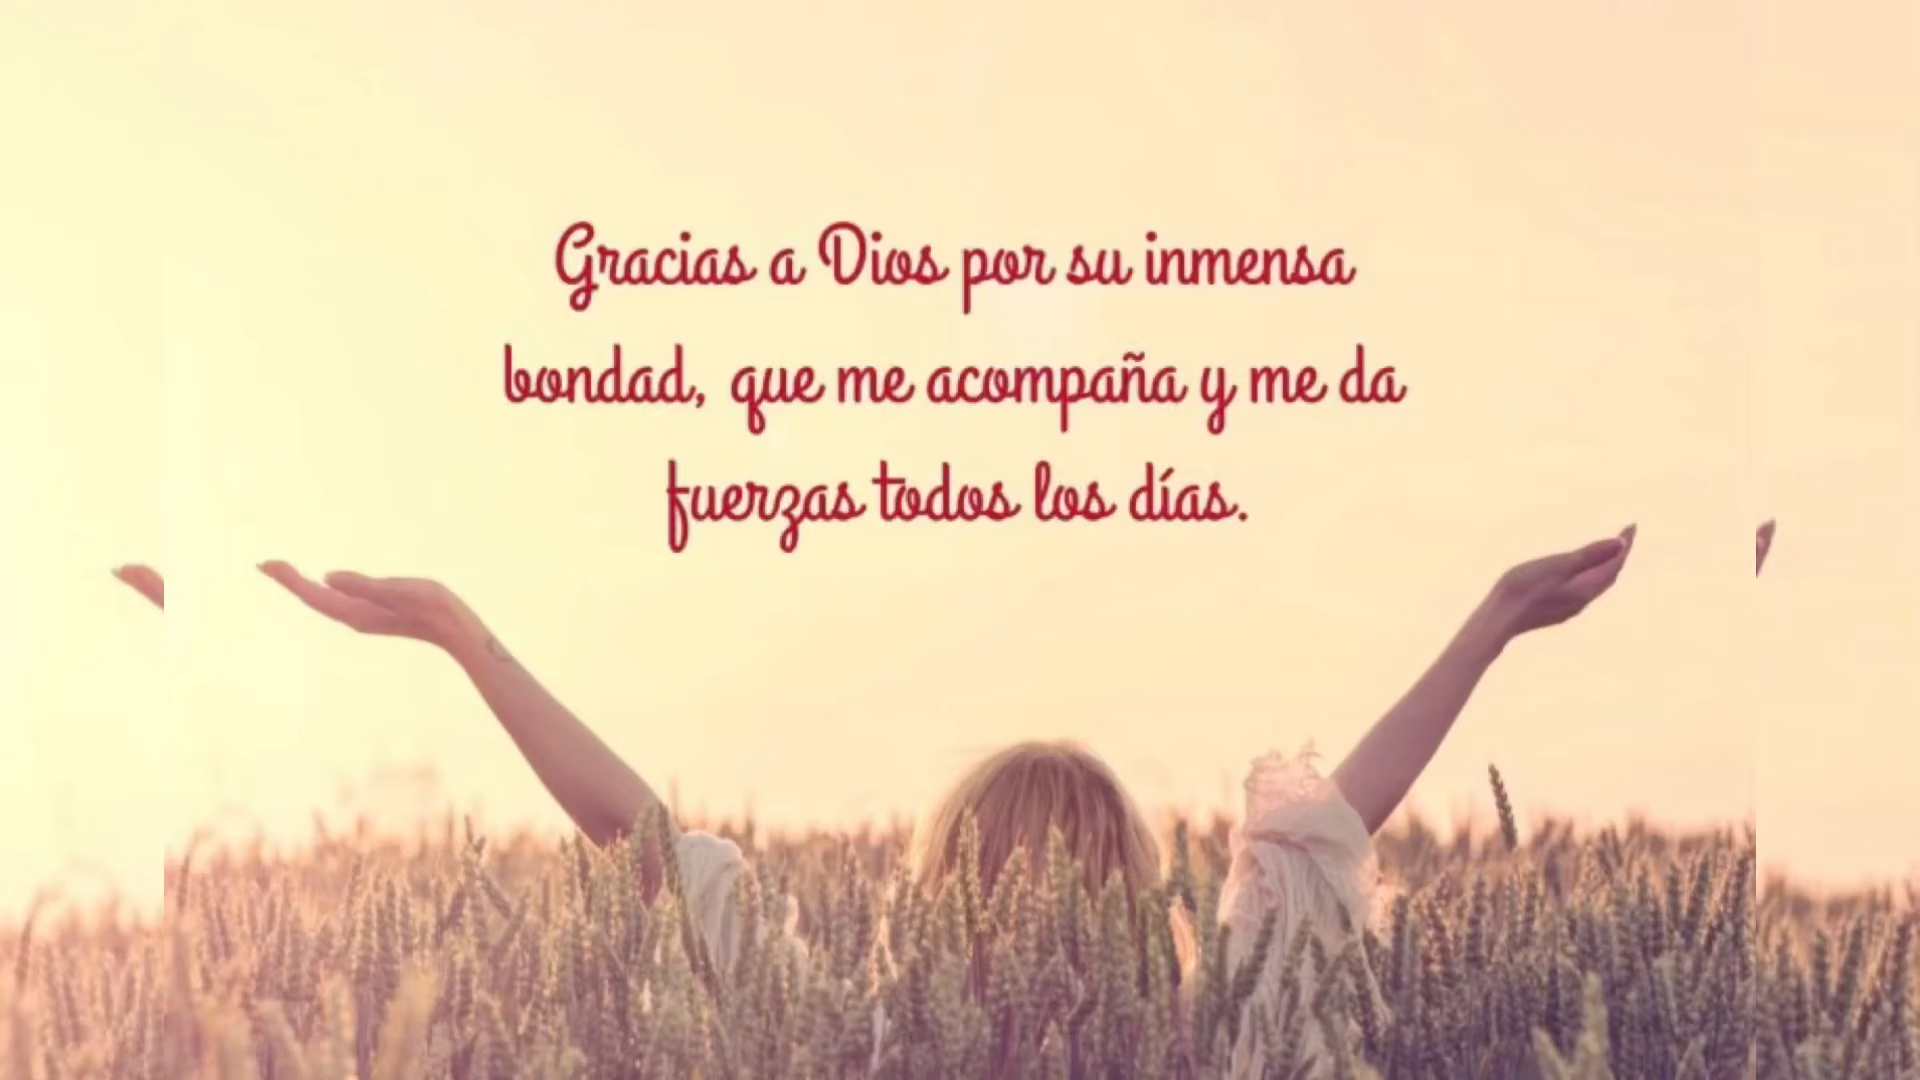 Gracias a Dios por su inmensa
bondad, que me acompaña y me da
fuerzas todos los días.